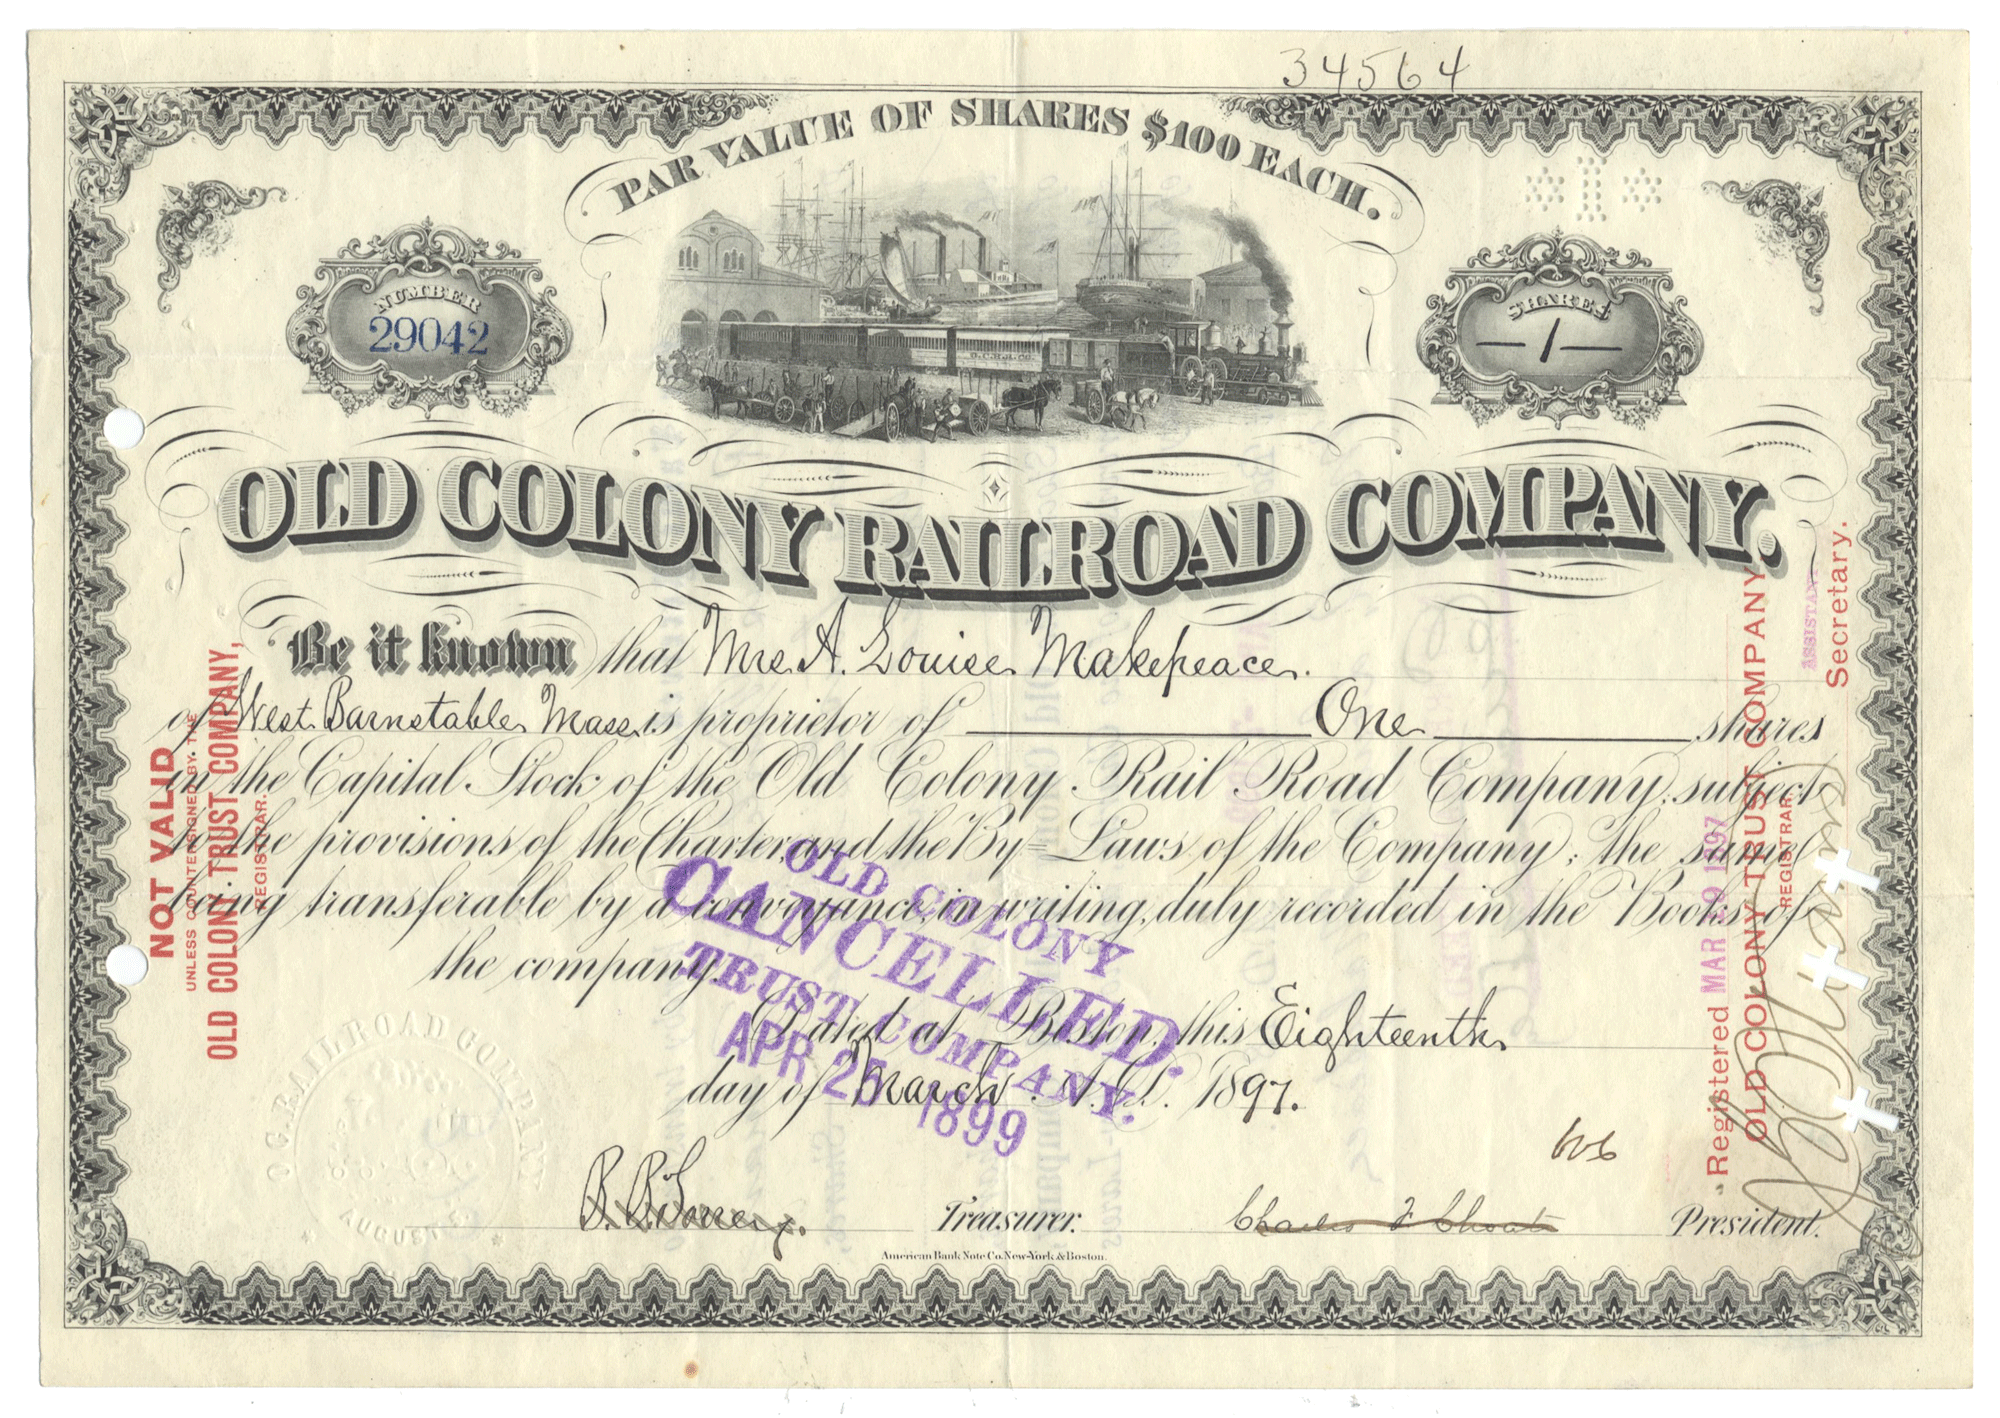 34564
PAR VALUE OF SHARES $100 EACH.
NUMBER
29042
SHARES
—1—
O.C.R.R.CO.
OLD COLONY RAILROAD COMPANY.
Be it known that Mrs. A. Louise Makepeace.
of West Barnstable Mass. is proprietor of One shares
in the Capital Stock of the Old Colony Rail Road Company, subject
to the provisions of the Charter, and the By-Laws of the Company; the same
being transferable by a conveyance in writing, duly recorded in the Books of
the company.
Dated at Boston, this Eighteenth
day of March A.D. 1897.
606
B. B. Torrey. Treasurer.
Charles F Choate President.
American Bank Note Co. New-York & Boston.
NOT VALID
UNLESS COUNTERSIGNED BY THE
OLD COLONY TRUST COMPANY,
REGISTRAR.
OLD COLONY
CANCELLED.
TRUST COMPANY.
APR 25 1899
Registered MAR 29 1897
OLD COLONY TRUST COMPANY,
REGISTRAR.
ASSISTANT
Secretary.
O.C. RAILROAD COMPANY
AUGUST